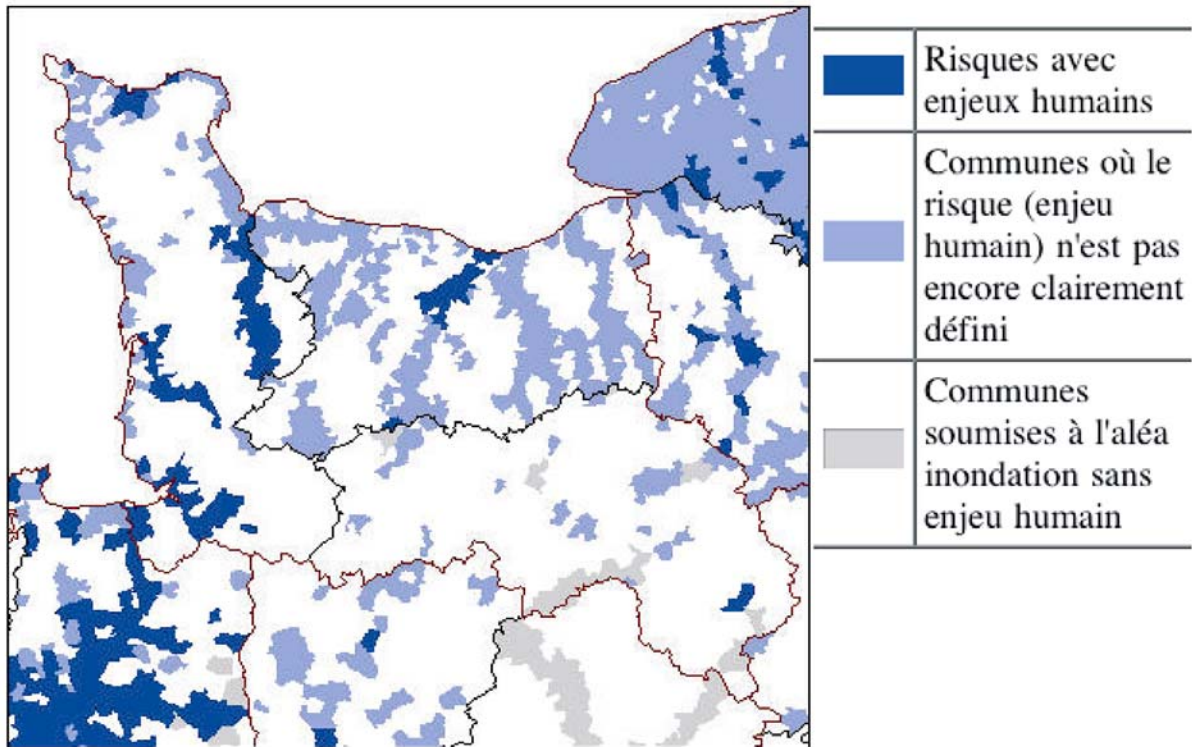 Risques avec
enjeux humains
Communes où le
risque (enjeu
humain) n'est pas
encore clairement
défini
Communes
soumises à l'aléa
inondation sans
enjeu humain